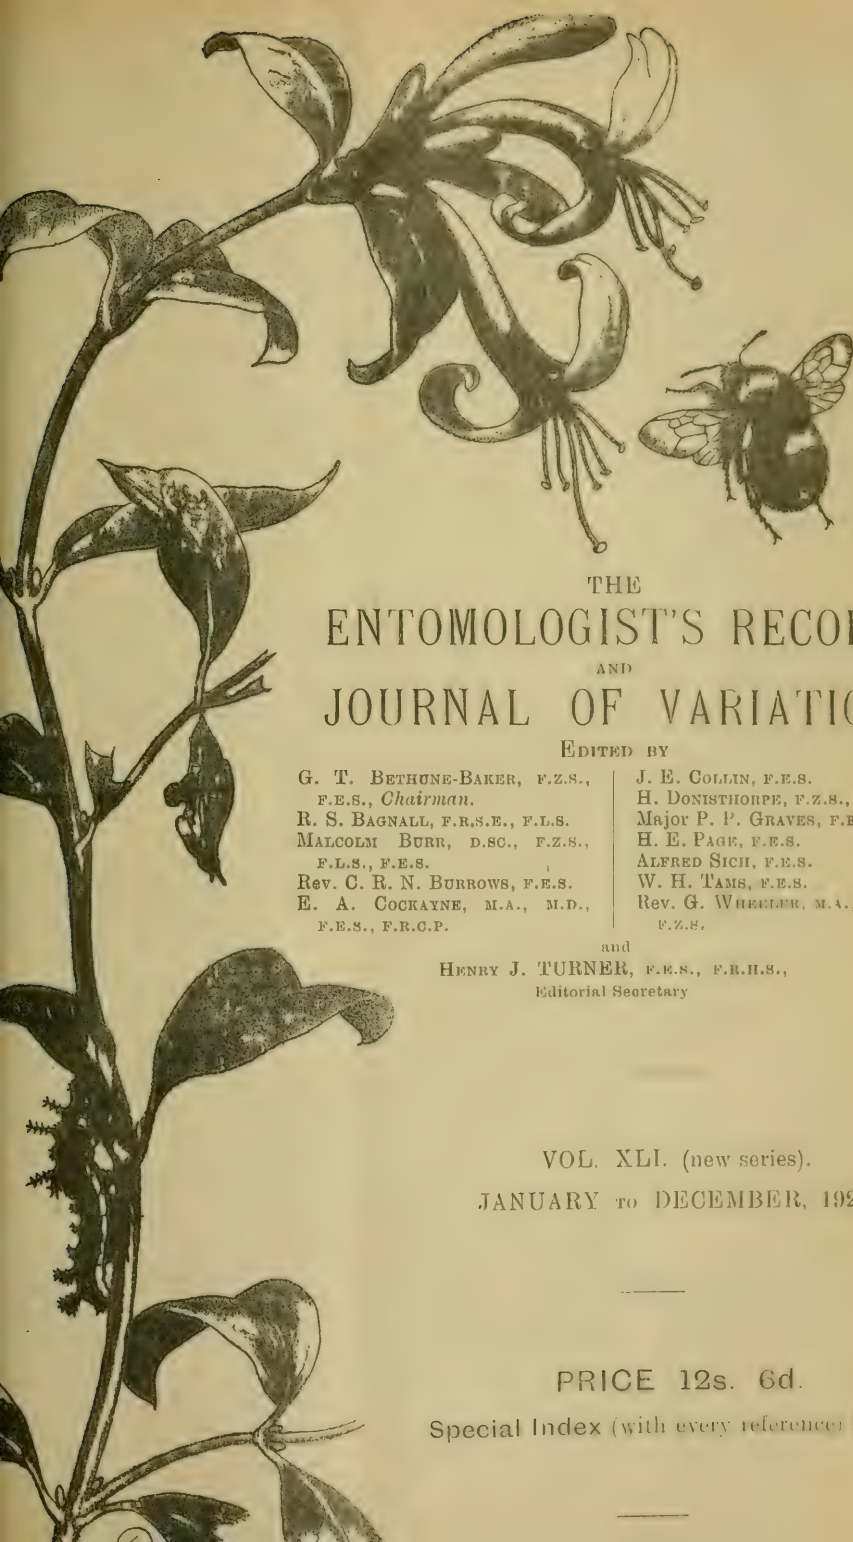 THE
ENTOMOLOGIST'S RECO
AND
JOURNAL OF VARIATI
EDITED BY
G. T. BETHUNE-BAKER, F.Z.S.,
F.E.S., Chairman.
R. S. BAGNALL, F.R.S.E., F.L.S.
MALCOLM BURR, D.SC., F.Z.S.,
F.L.S., F.E.S.
Rev. C. R. N. BURROWS, F.E.S.
E. A. COCKAYNE, M.A., M.D.,
F.E.S., F.R.C.P.
J. E. COLLIN, F.E.S.
H. DONISTHORPE, F.Z.S.,
Major P. P. GRAVES, F.E
H. E. PAGE, F.E.S.
ALFRED SICH, F.E.S.
W. H. TAMS, F.E.S.
Rev. G. WHEELER, M.A.
F.Z.S.
and
HENRY J. TURNER, F.E.S., F.R.H.S.,
Editorial Secretary
VOL. XLI. (new series).
JANUARY TO DECEMBER, 192
PRICE 12s. 6d.
Special Index (with every reference)